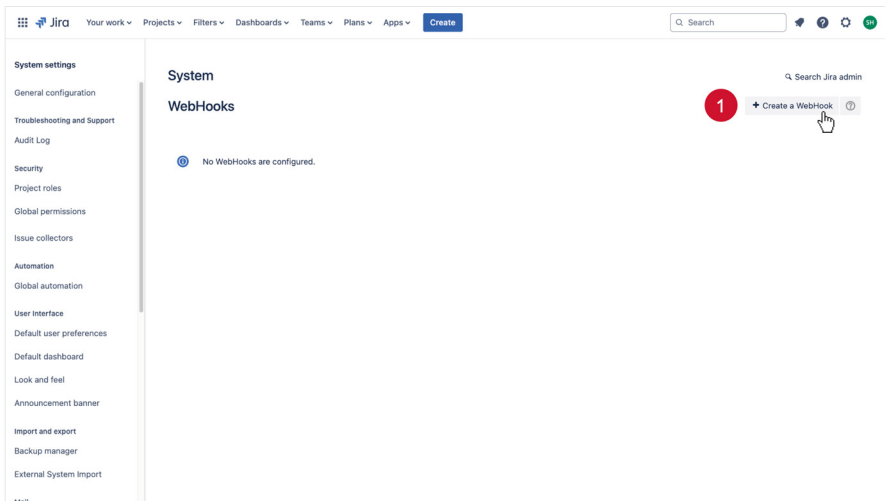 Jira Your work Projects Filters Dashboards Teams Plans Apps Create Search ? SH
System settings
General configuration
Troubleshooting and Support
Audit Log
Security
Project roles
Global permissions
Issue collectors
Automation
Global automation
User Interface
Default user preferences
Default dashboard
Look and feel
Announcement banner
Import and export
Backup manager
External System Import
System
Search Jira admin
WebHooks
1 + Create a WebHook ?
No WebHooks are configured.